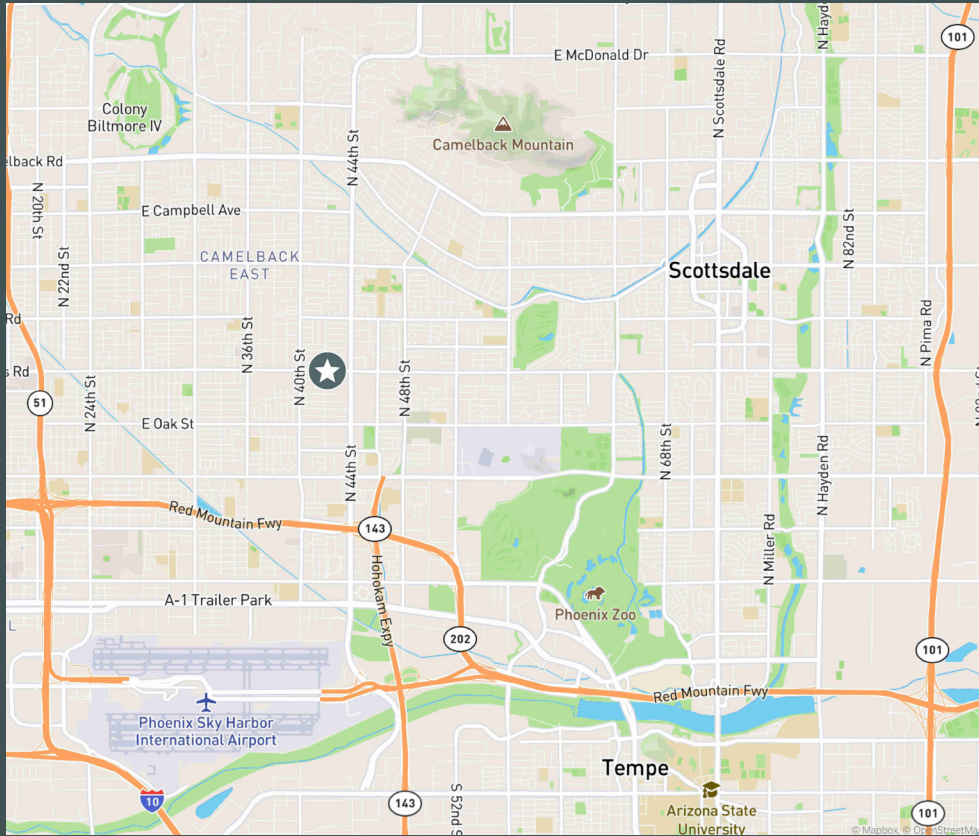 101
N Hayd
E McDonald Dr
N Scottsdale Rd
Colony
Biltmore IV
N 44th St
Camelback Mountain
elback Rd
N 20th St
E Campbell Ave
N 82nd St
N 22nd St
CAMELBACK
EAST
Scottsdale
Rd
N 36th St
N Pima Rd
N 40th St
s Rd
N 48th St
51
N 24th St
E Oak St
N 68th St
N Hayden Rd
N 44th St
Red Mountain Fwy
143
N Miller Rd
Hohokam Expy
A-1 Trailer Park
Phoenix Zoo
L
202
101
Red Mountain Fwy
Phoenix Sky Harbor
International Airport
Tempe
10
143
S 52nd S
Arizona State
University
101
© Mapbox, © OpenStreetMa